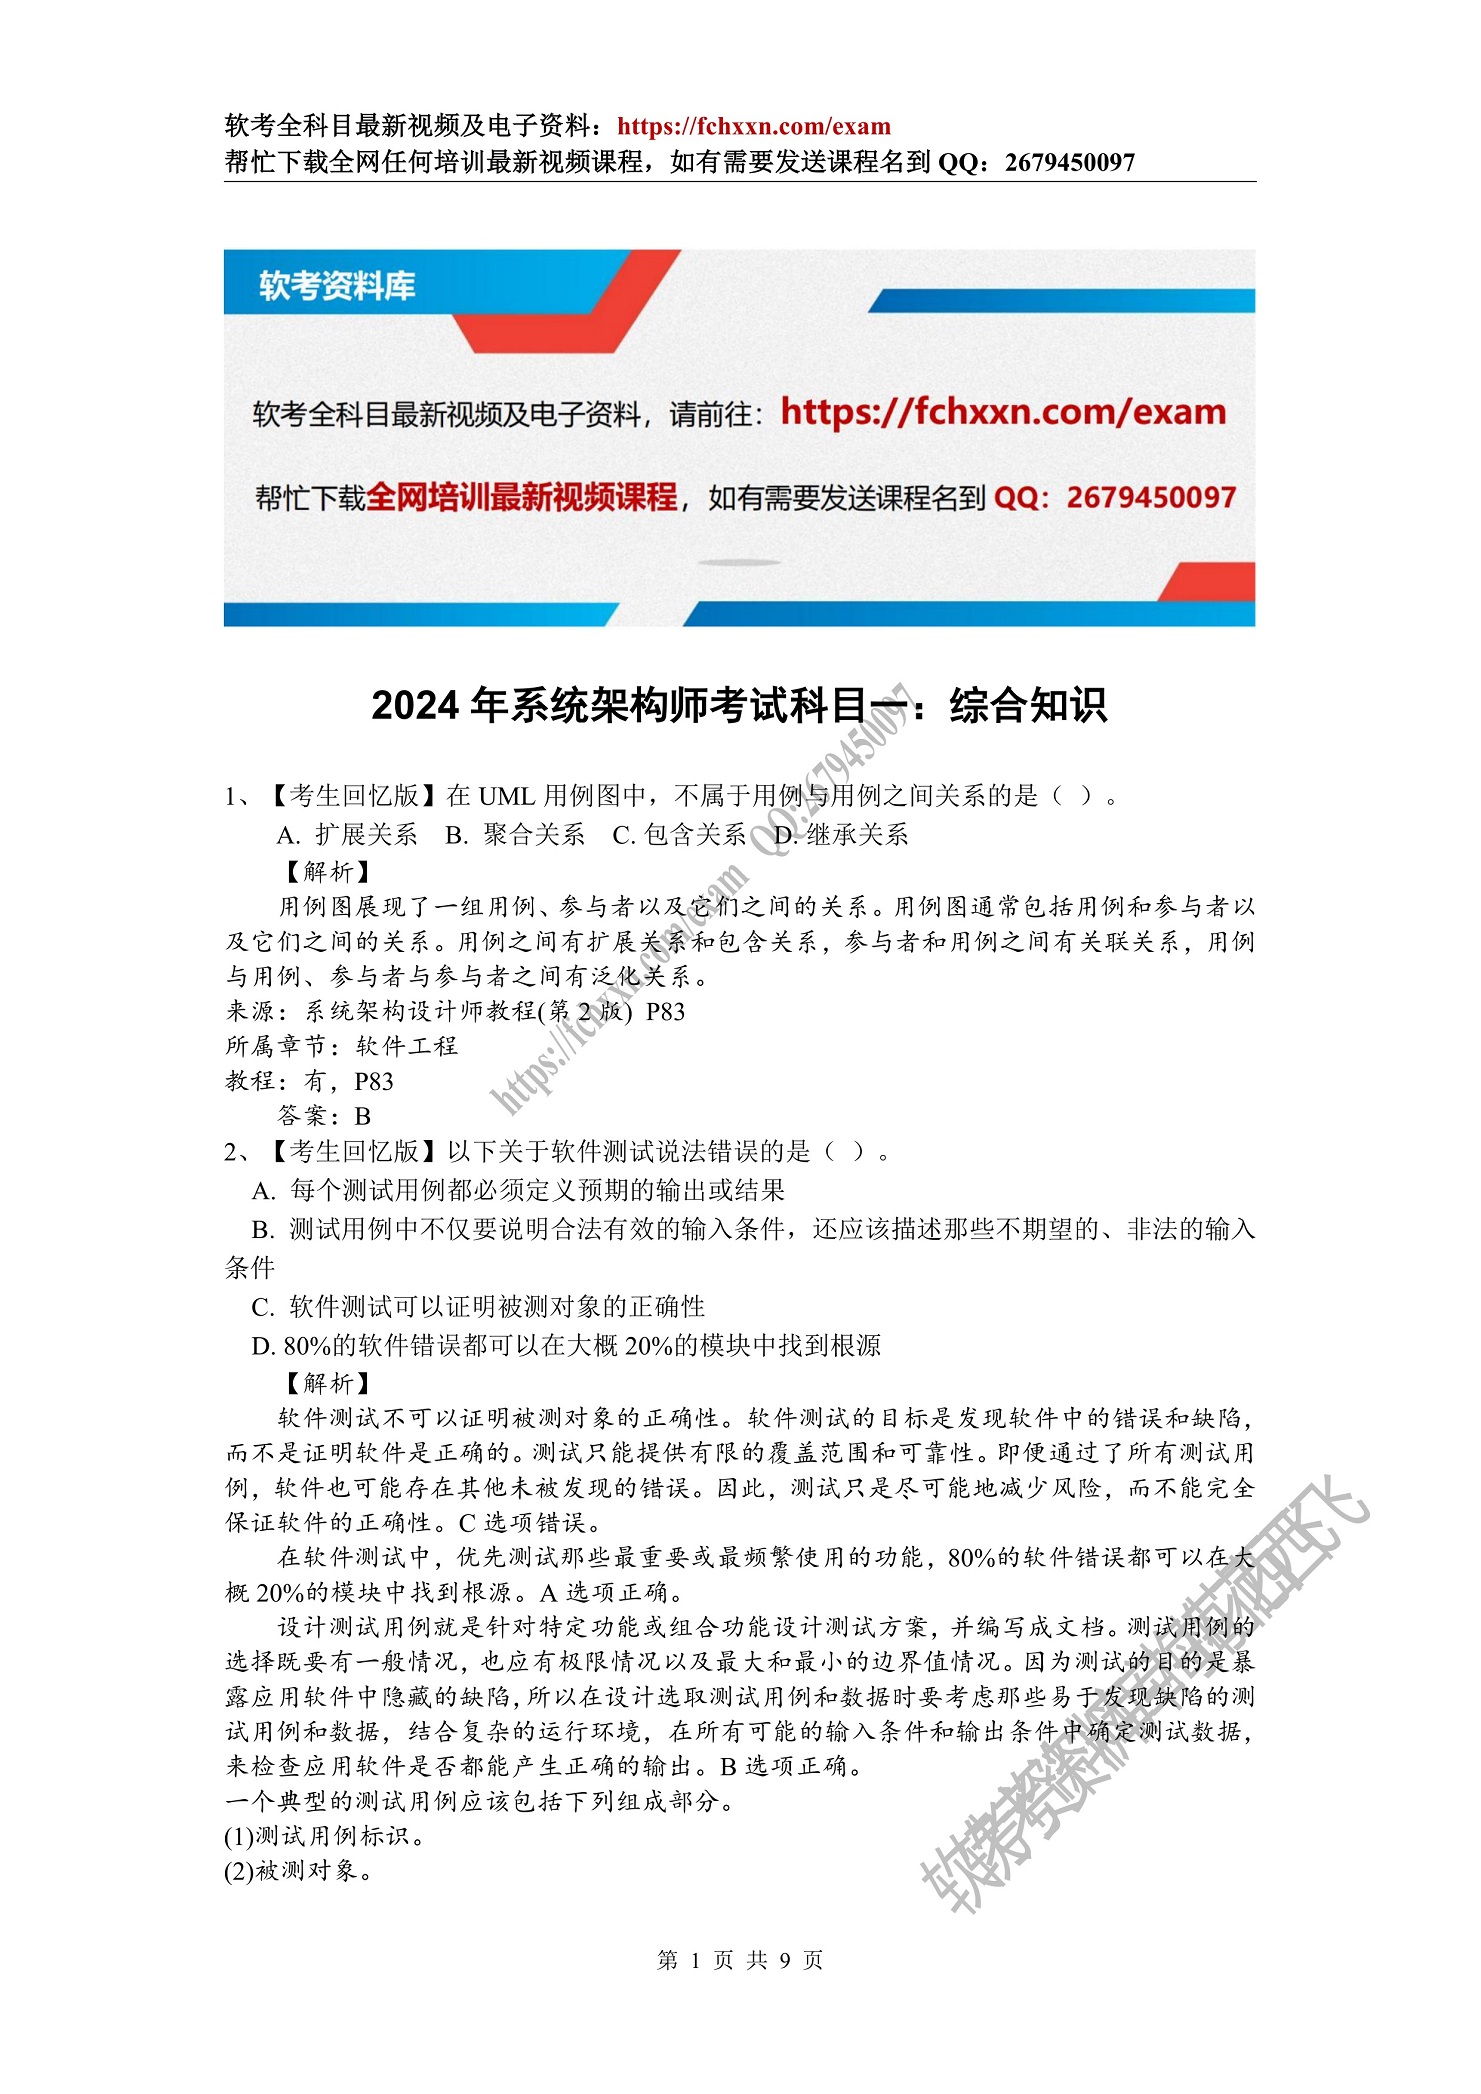 软考全科目最新视频及电子资料：https://fchxxn.com/exam
帮忙下载全网任何培训最新视频课程，如有需要发送课程名到 QQ：2679450097
软考资料库
软考全科目最新视频及电子资料，请前往：https://fchxxn.com/exam
帮忙下载全网培训最新视频课程，如有需要发送课程名到 QQ：2679450097
2024 年系统架构师考试科目一：综合知识
1、【考生回忆版】在 UML 用例图中，不属于用例与用例之间关系的是（ ）。
A. 扩展关系 B. 聚合关系 C. 包含关系 D. 继承关系
【解析】
用例图展现了一组用例、参与者以及它们之间的关系。用例图通常包括用例和参与者以
及它们之间的关系。用例之间有扩展关系和包含关系，参与者和用例之间有关联关系，用例
与用例、参与者与参与者之间有泛化关系。
来源：系统架构设计师教程(第 2 版) P83
所属章节：软件工程
教程：有，P83
答案：B
2、【考生回忆版】以下关于软件测试说法错误的是（ ）。
A. 每个测试用例都必须定义预期的输出或结果
B. 测试用例中不仅要说明合法有效的输入条件，还应该描述那些不期望的、非法的输入
条件
C. 软件测试可以证明被测对象的正确性
D. 80%的软件错误都可以在大概 20%的模块中找到根源
【解析】
软件测试不可以证明被测对象的正确性。软件测试的目标是发现软件中的错误和缺陷，
而不是证明软件是正确的。测试只能提供有限的覆盖范围和可靠性。即便通过了所有测试用
例，软件也可能存在其他未被发现的错误。因此，测试只是尽可能地减少风险，而不能完全
保证软件的正确性。C 选项错误。
在软件测试中，优先测试那些最重要或最频繁使用的功能，80%的软件错误都可以在大
概 20%的模块中找到根源。A 选项正确。
设计测试用例就是针对特定功能或组合功能设计测试方案，并编写成文档。测试用例的
选择既要有一般情况，也应有极限情况以及最大和最小的边界值情况。因为测试的目的是暴
露应用软件中隐藏的缺陷，所以在设计选取测试用例和数据时要考虑那些易于发现缺陷的测
试用例和数据，结合复杂的运行环境，在所有可能的输入条件和输出条件中确定测试数据，
来检查应用软件是否都能产生正确的输出。B 选项正确。
一个典型的测试用例应该包括下列组成部分。
(1)测试用例标识。
(2)被测对象。
https://fchxxn.com/exam QQ:2679450097
第 1 页 共 9 页